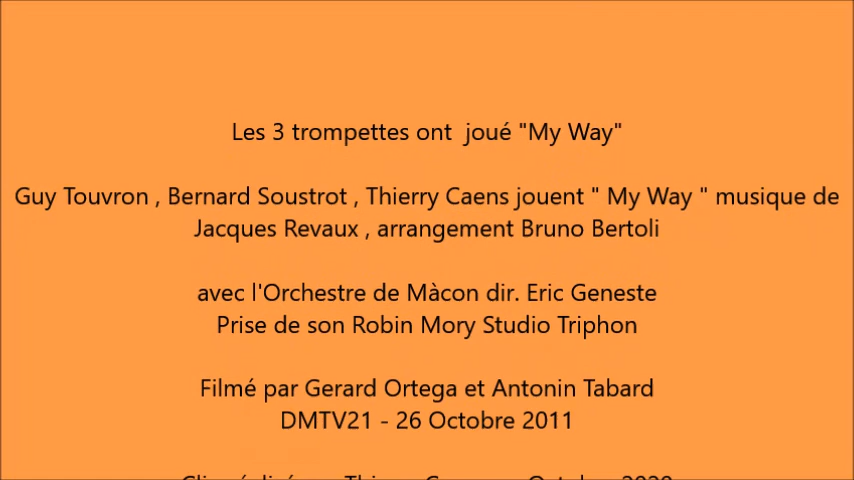 Les 3 trompettes ont  joué "My Way"
Guy Touvron , Bernard Soustrot , Thierry Caens jouent " My Way " musique de
Jacques Revaux , arrangement Bruno Bertoli
avec l'Orchestre de Màcon dir. Eric Geneste
Prise de son Robin Mory Studio Triphon
Filmé par Gerard Ortega et Antonin Tabard
DMTV21 - 26 Octobre 2011